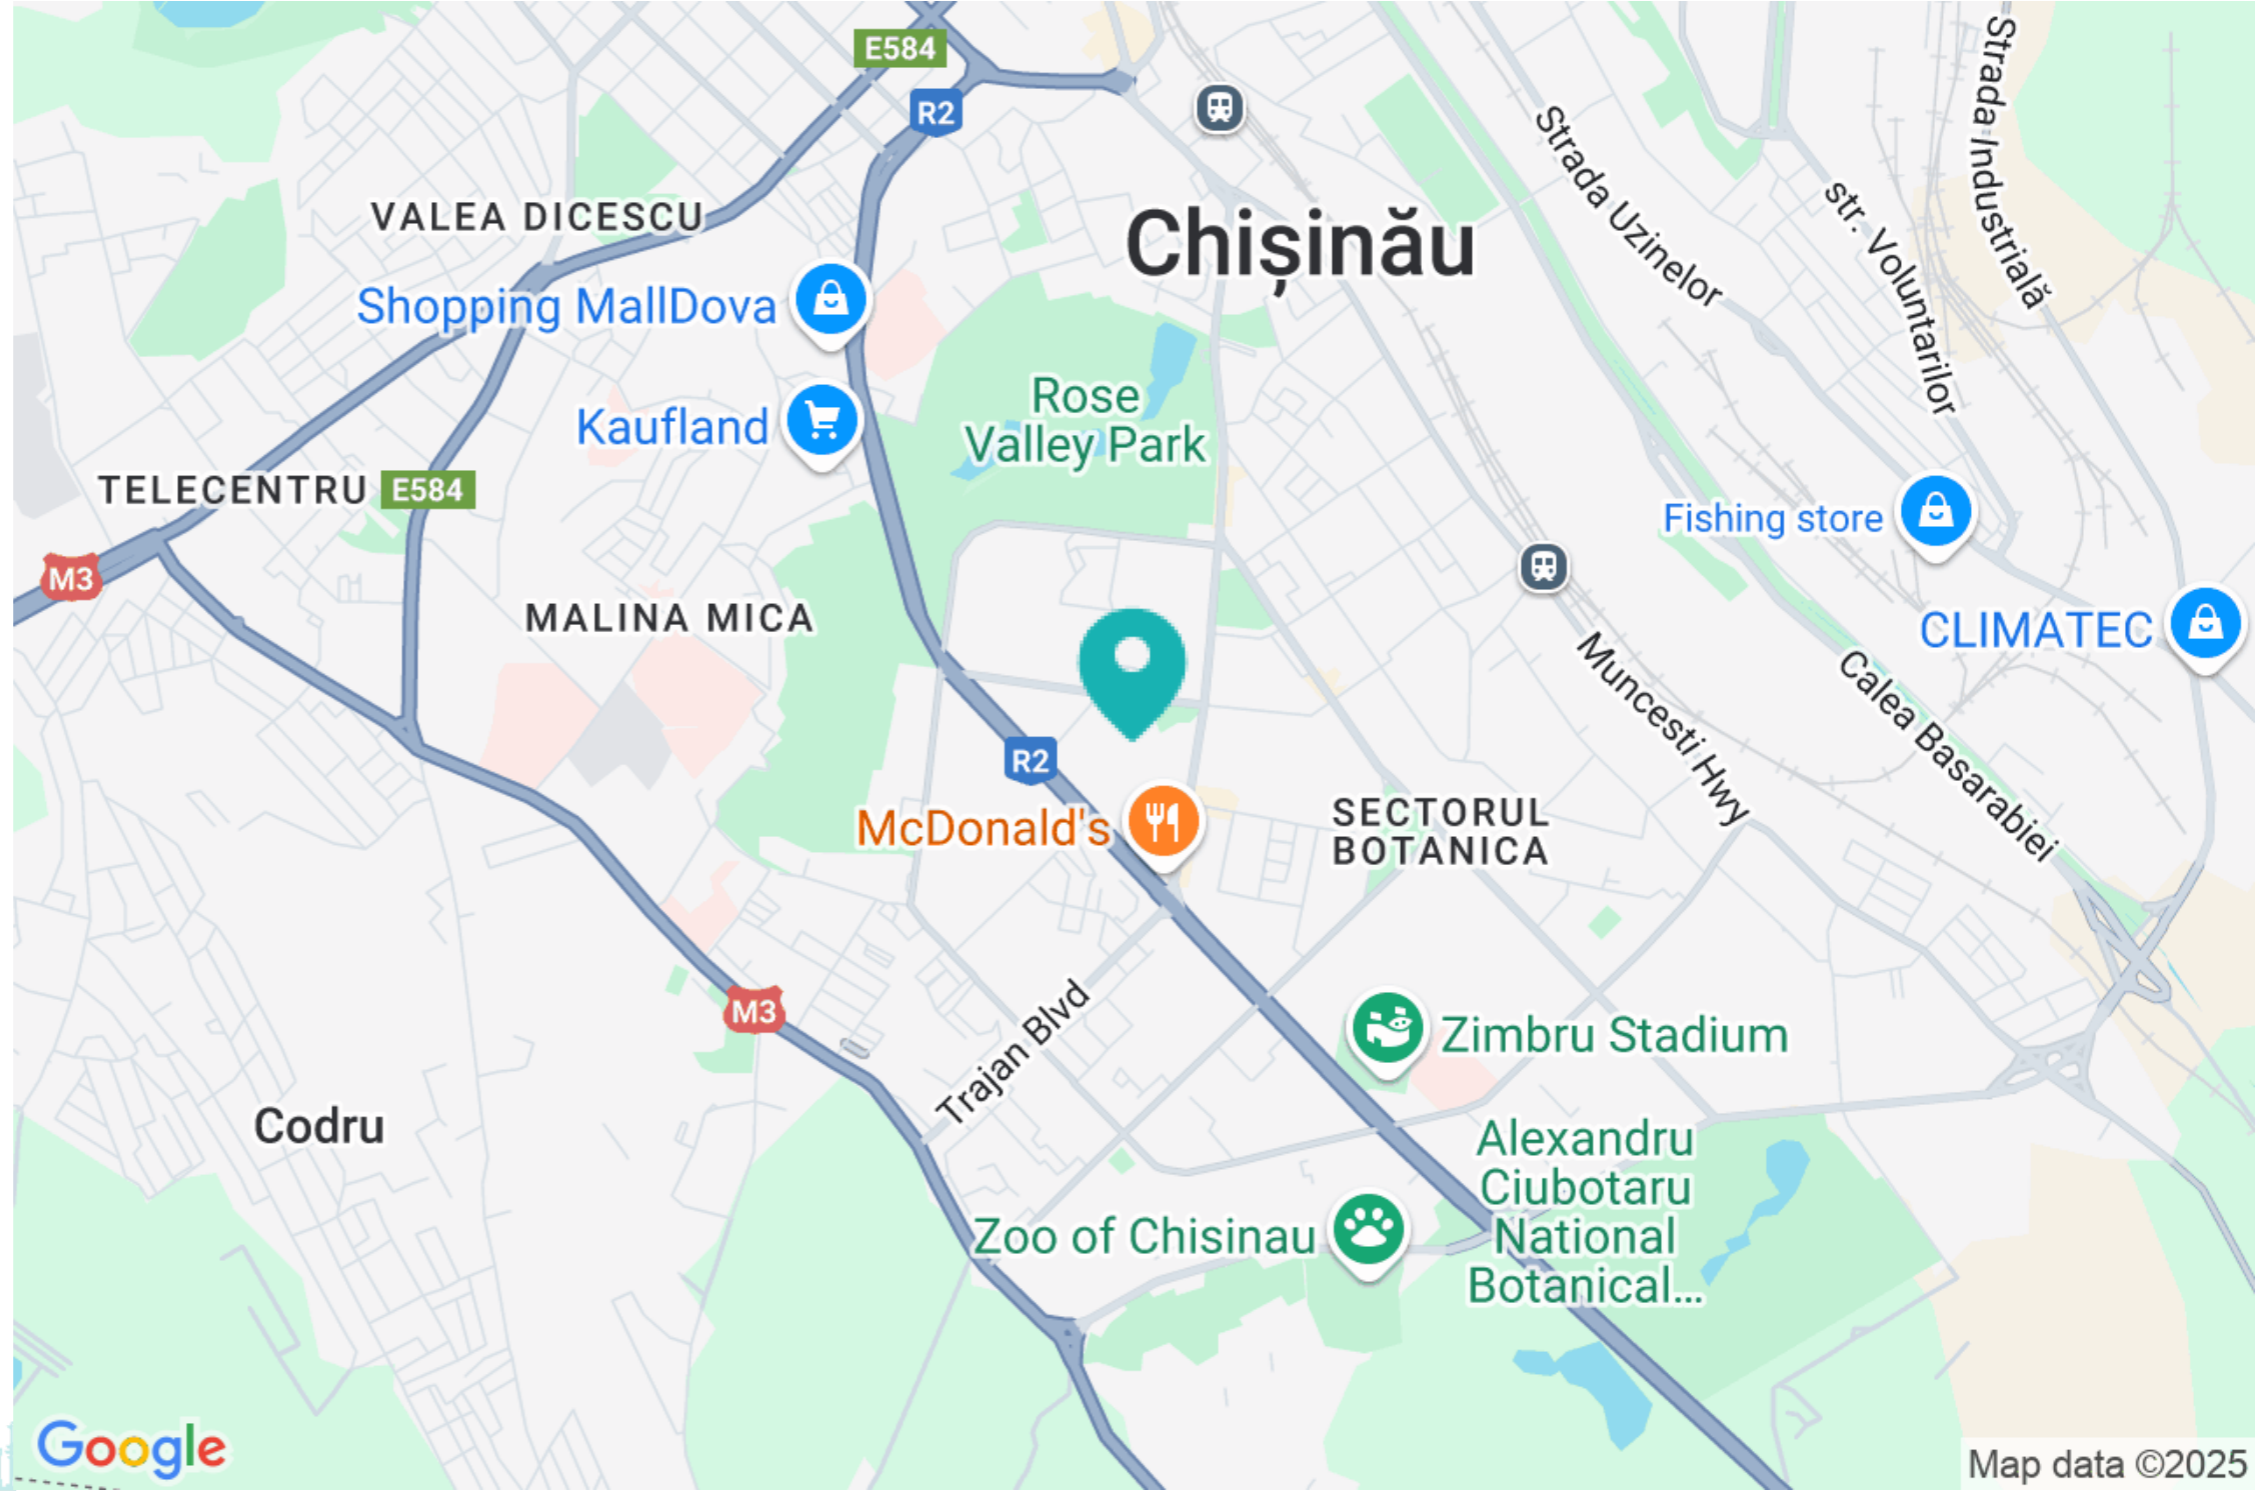 E584
R2
Strada Industrială
Strada Uzinelor
str. Voluntarilor
VALEA DICESCU
Chișinău
Shopping MallDova
Rose
Valley Park
Kaufland
TELECENTRU
E584
Fishing store
M3
MALINA MICA
CLIMATEC
Muncesti Hwy
Calea Basarabiei
R2
McDonald's
SECTORUL
BOTANICA
M3
Trajan Blvd
Zimbru Stadium
Codru
Alexandru
Ciubotaru
National
Botanical...
Zoo of Chisinau
Google
Map data ©2025